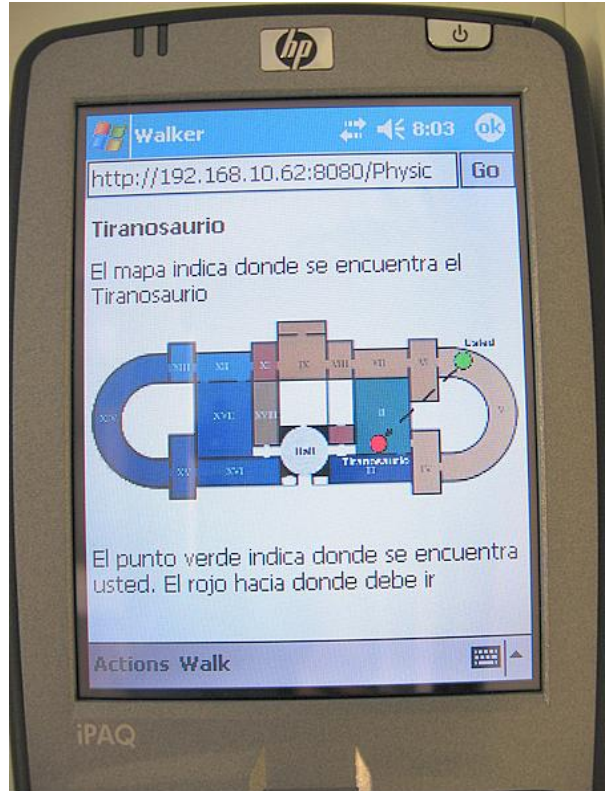 hp
Walker 8:03 ok
http://192.168.10.62:8080/Physic Go
Tiranosaurio
El mapa indica donde se encuentra el
Tiranosaurio
Usted
XIII XII X IX VIII VII VI
XIV XVII XVIII II V
Hall
Tiranosaurio
XV XVI IV
El punto verde indica donde se encuentra
usted. El rojo hacia donde debe ir
Actions Walk
iPAQ